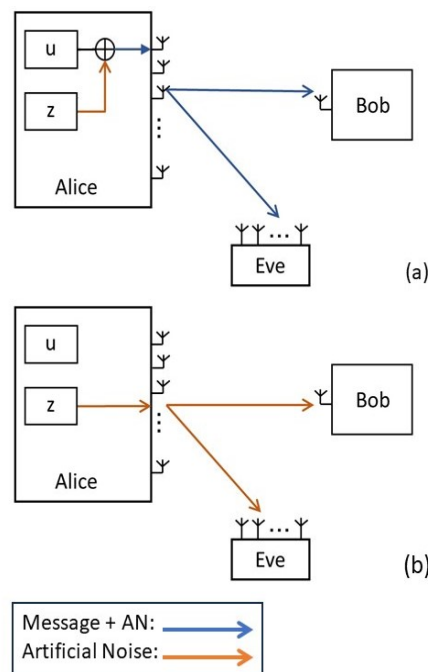 u
z
Alice
Bob
Eve
(a)
u
z
Alice
Bob
Eve
(b)
Message + AN:
Artificial Noise: